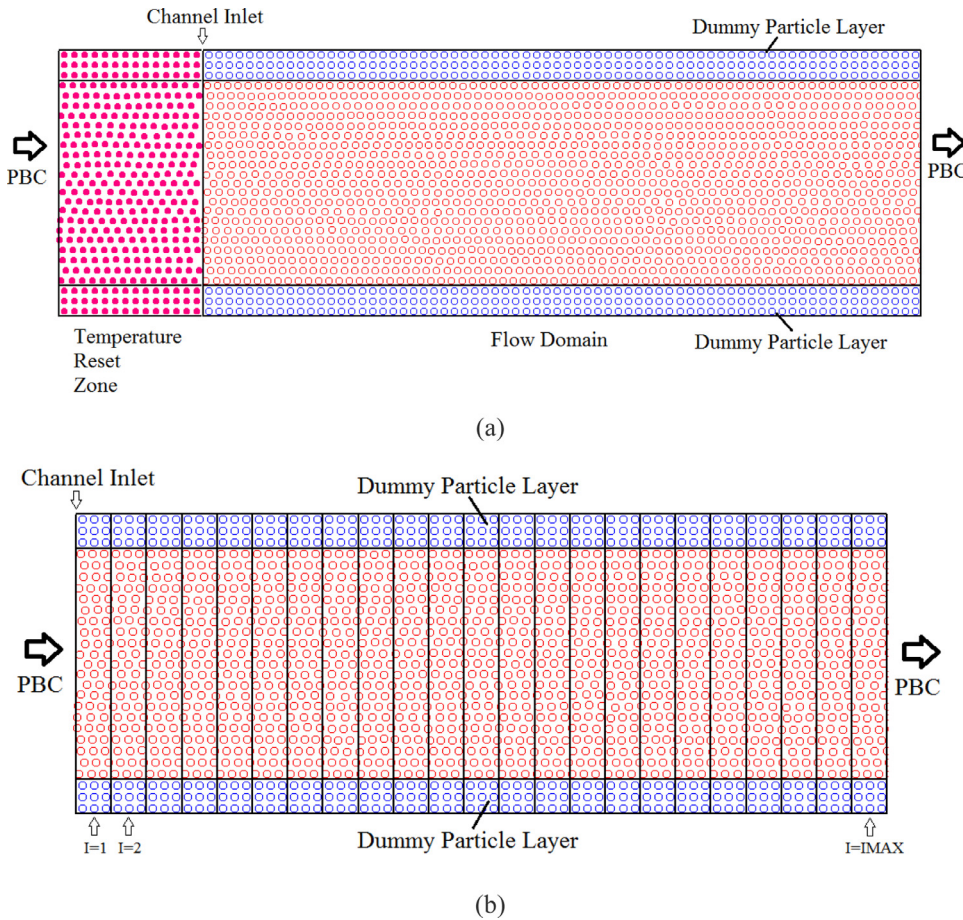 Channel Inlet
Dummy Particle Layer
PBC
PBC
Temperature
Reset
Zone
Flow Domain
Dummy Particle Layer
(a)
Channel Inlet
Dummy Particle Layer
PBC
PBC
Dummy Particle Layer
I=1
I=2
I=IMAX
(b)